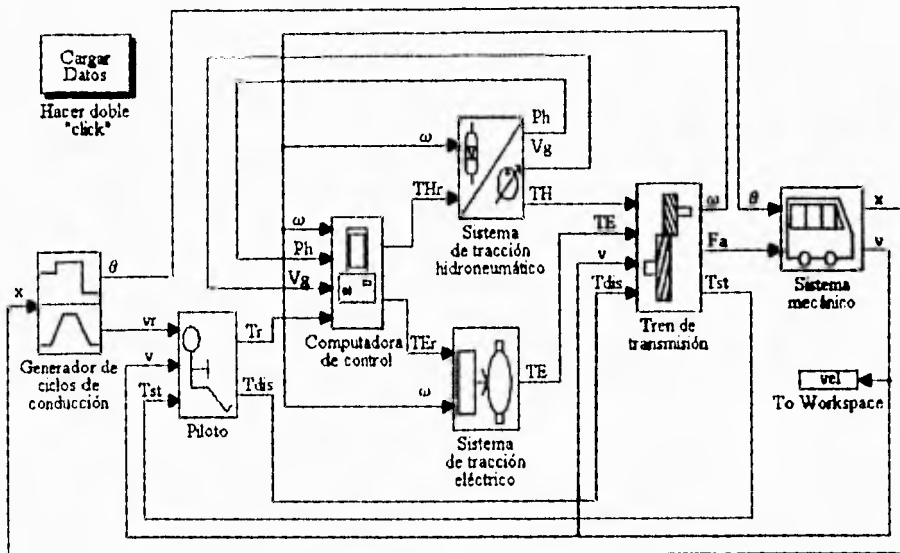 Cargar
Datos
Hacer doble
"click"
Ph
Vg
ω
THr
TH
Sistema
de tracción
hidroneumático
ω
Ph
Vg
Computadora
de control
TEr
TE
ω
Sistema
de tracción
eléctrico
TE
v
Tdis
ω
Fa
Tst
Tren de
transmisión
θ
x
v
Sistema
mecánico
vel
To Workspace
x
θ
vr
Generador de
ciclos de
conducción
v
Tst
Tr
Tdis
Piloto